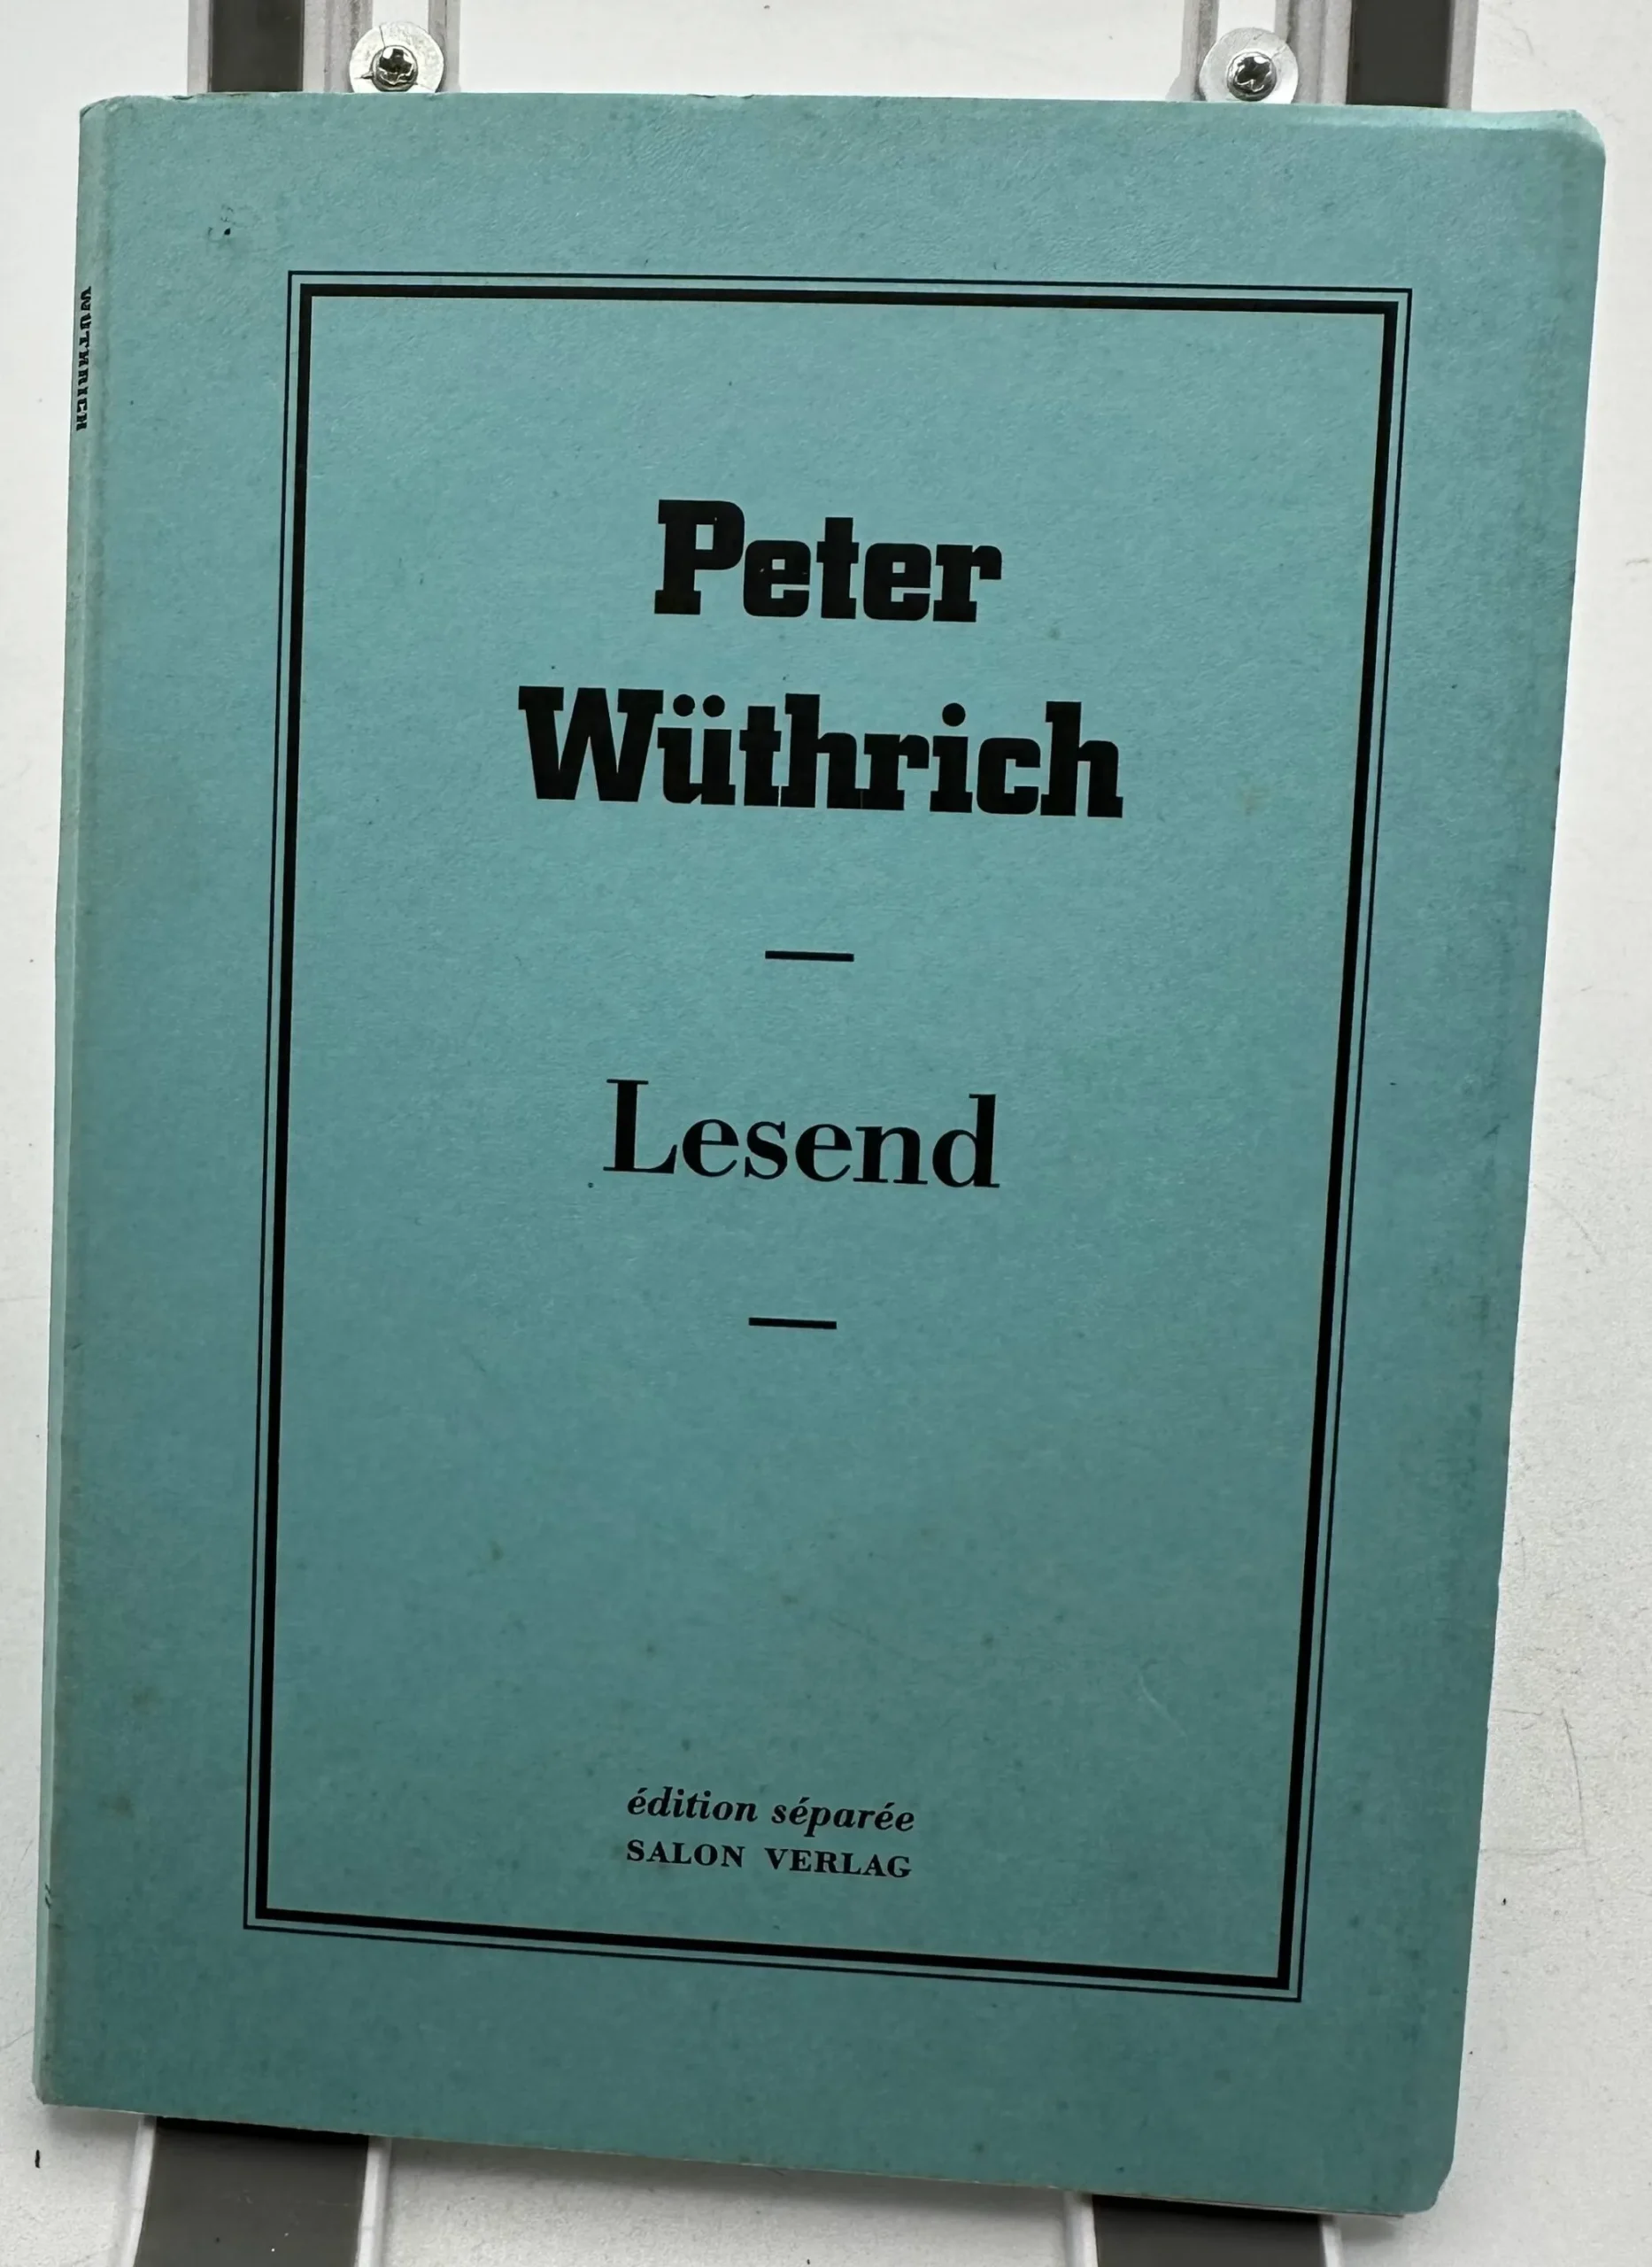 WÜTHRICH
Peter
Wüthrich
Lesend
édition séparée
SALON VERLAG